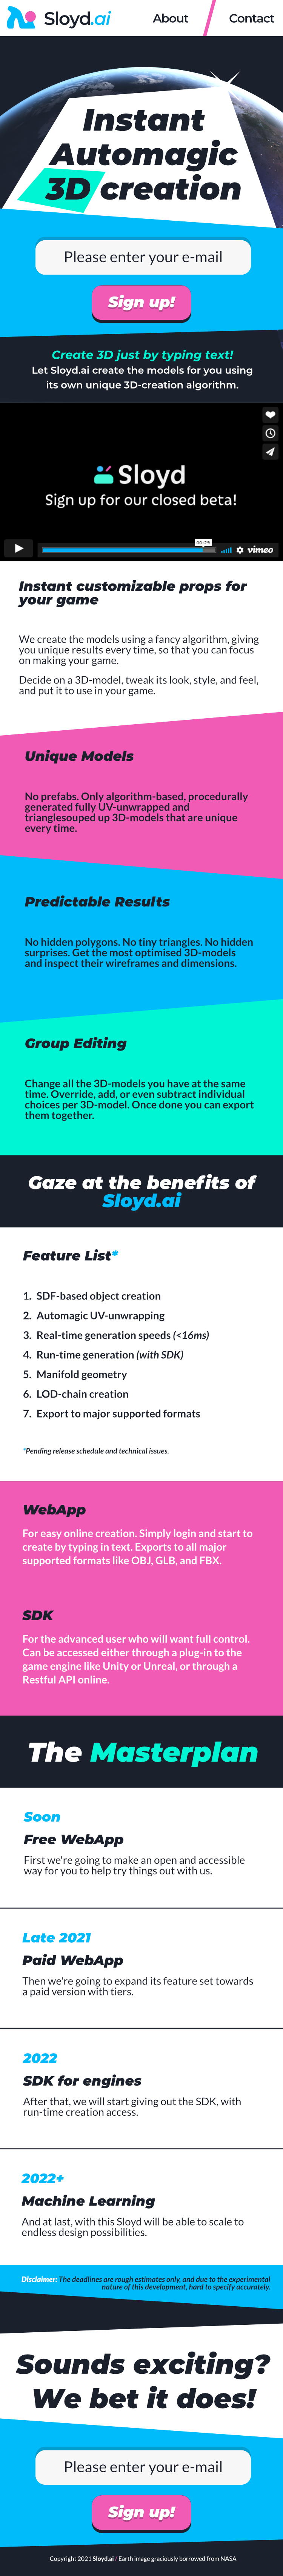 Sloyd.ai
About
Contact
Instant
Automagic
3D creation
Please enter your e-mail
Sign up!
Create 3D just by typing text!
Let Sloyd.ai create the models for you using
its own unique 3D-creation algorithm.
Sloyd
Sign up for our closed beta!
00:29
vimeo
Instant customizable props for
your game
We create the models using a fancy algorithm, giving
you unique results every time, so that you can focus
on making your game.
Decide on a 3D-model, tweak its look, style, and feel,
and put it to use in your game.
Unique Models
No prefabs. Only algorithm-based, procedurally
generated fully UV-unwrapped and
trianglesouped up 3D-models that are unique
every time.
Predictable Results
No hidden polygons. No tiny triangles. No hidden
surprises. Get the most optimised 3D-models
and inspect their wireframes and dimensions.
Group Editing
Change all the 3D-models you have at the same
time. Override, add, or even subtract individual
choices per 3D-model. Once done you can export
them together.
Gaze at the benefits of
Sloyd.ai
Feature List*
1. SDF-based object creation
2. Automagic UV-unwrapping
3. Real-time generation speeds (<16ms)
4. Run-time generation (with SDK)
5. Manifold geometry
6. LOD-chain creation
7. Export to major supported formats
*Pending release schedule and technical issues.
WebApp
For easy online creation. Simply login and start to
create by typing in text. Exports to all major
supported formats like OBJ, GLB, and FBX.
SDK
For the advanced user who will want full control.
Can be accessed either through a plug-in to the
game engine like Unity or Unreal, or through a
Restful API online.
The Masterplan
Soon
Free WebApp
First we're going to make an open and accessible
way for you to help try things out with us.
Late 2021
Paid WebApp
Then we're going to expand its feature set towards
a paid version with tiers.
2022
SDK for engines
After that, we will start giving out the SDK, with
run-time creation access.
2022+
Machine Learning
And at last, with this Sloyd will be able to scale to
endless design possibilities.
Disclaimer: The deadlines are rough estimates only, and due to the experimental
nature of this development, hard to specify accurately.
Sounds exciting?
We bet it does!
Please enter your e-mail
Sign up!
Copyright 2021 Sloyd.ai / Earth image graciously borrowed from NASA